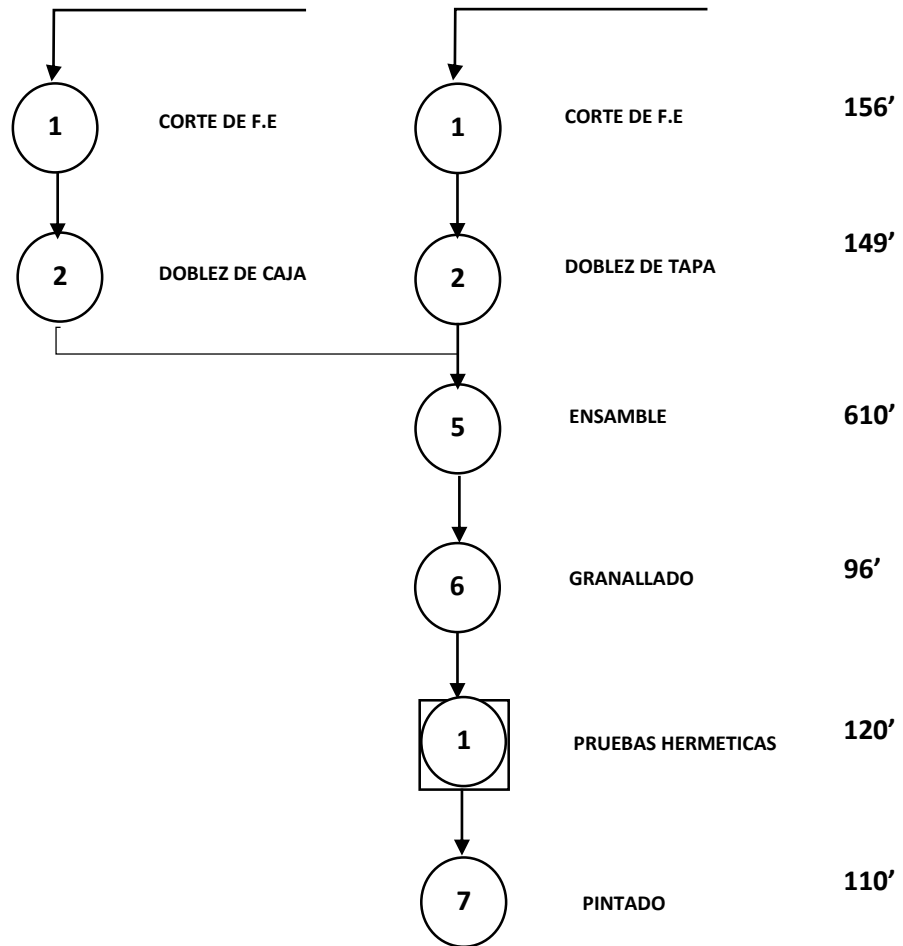 1 CORTE DE F.E 1 CORTE DE F.E 156’
2 DOBLEZ DE CAJA 2 DOBLEZ DE TAPA 149’
5 ENSAMBLE 610’
6 GRANALLADO 96’
1 PRUEBAS HERMETICAS 120’
7 PINTADO 110’